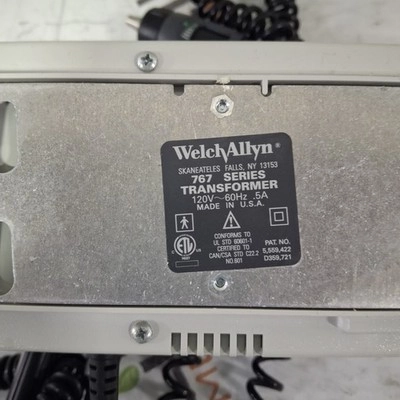 WelchAllyn®
SKANEATELES FALLS, NY 13153
767 SERIES
TRANSFORMER
120V~60Hz .5A
MADE IN U.S.A.
CONFORMS TO
UL STD 60601-1
CERTIFIED TO
CAN/CSA STD C22.2
NO.601
PAT. NO.
5,559,422
D359,721